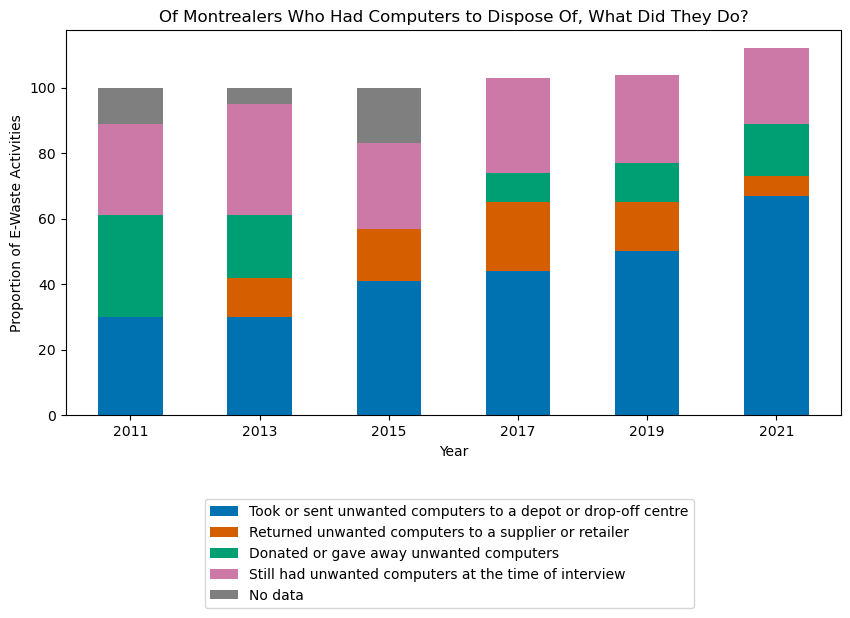 Of Montrealers Who Had Computers to Dispose Of, What Did They Do?
Proportion of E-Waste Activities
100
80
60
40
20
0
2011 2013 2015 2017 2019 2021
Year
Took or sent unwanted computers to a depot or drop-off centre
Returned unwanted computers to a supplier or retailer
Donated or gave away unwanted computers
Still had unwanted computers at the time of interview
No data